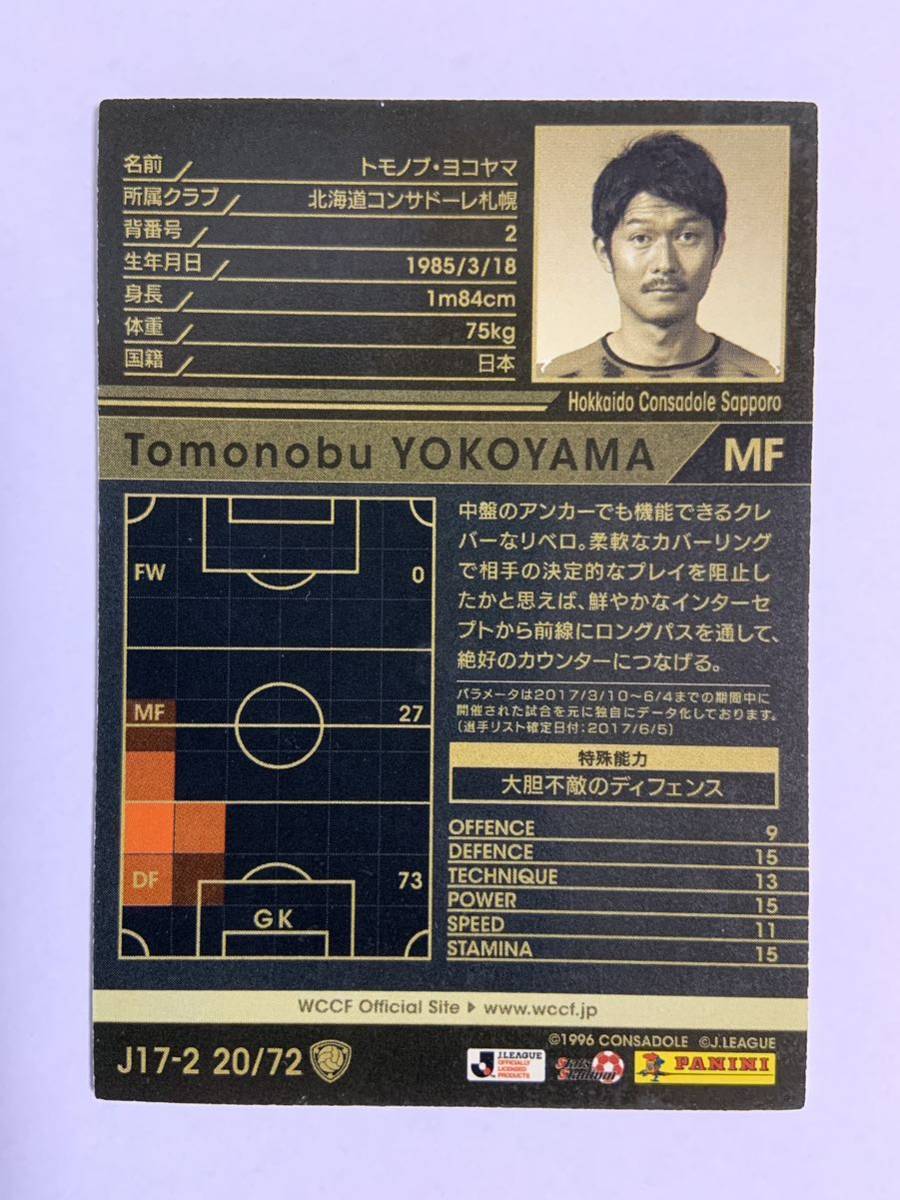 名前 トモノブ・ヨコヤマ
所属クラブ 北海道コンサドーレ札幌
背番号 2
生年月日 1985/3/18
身長 1m84cm
体重 75kg
国籍 日本
Hokkaido Consadole Sapporo
Tomonobu YOKOYAMA MF
FW 0
MF 27
DF 73
GK
中盤のアンカーでも機能できるクレ
バーなリベロ。柔軟なカバーリング
で相手の決定的なプレイを阻止し
たかと思えば、鮮やかなインターセ
プトから前線にロングパスを通して、
絶好のカウンターにつなげる。
パラメータは2017/3/10〜6/4までの期間中に
開催された試合を元に独自にデータ化しております。
(選手リスト確定日付:2017/6/5)
特殊能力
大胆不敵のディフェンス
OFFENCE 9
DEFENCE 15
TECHNIQUE 13
POWER 15
SPEED 11
STAMINA 15
WCCF Official Site ▶ www.wccf.jp
©1996 CONSADOLE ©J.LEAGUE
J17-2 20/72
J.LEAGUE
OFFICIALLY
LICENSED
PRODUCTS
Stats
Stadium
PANINI